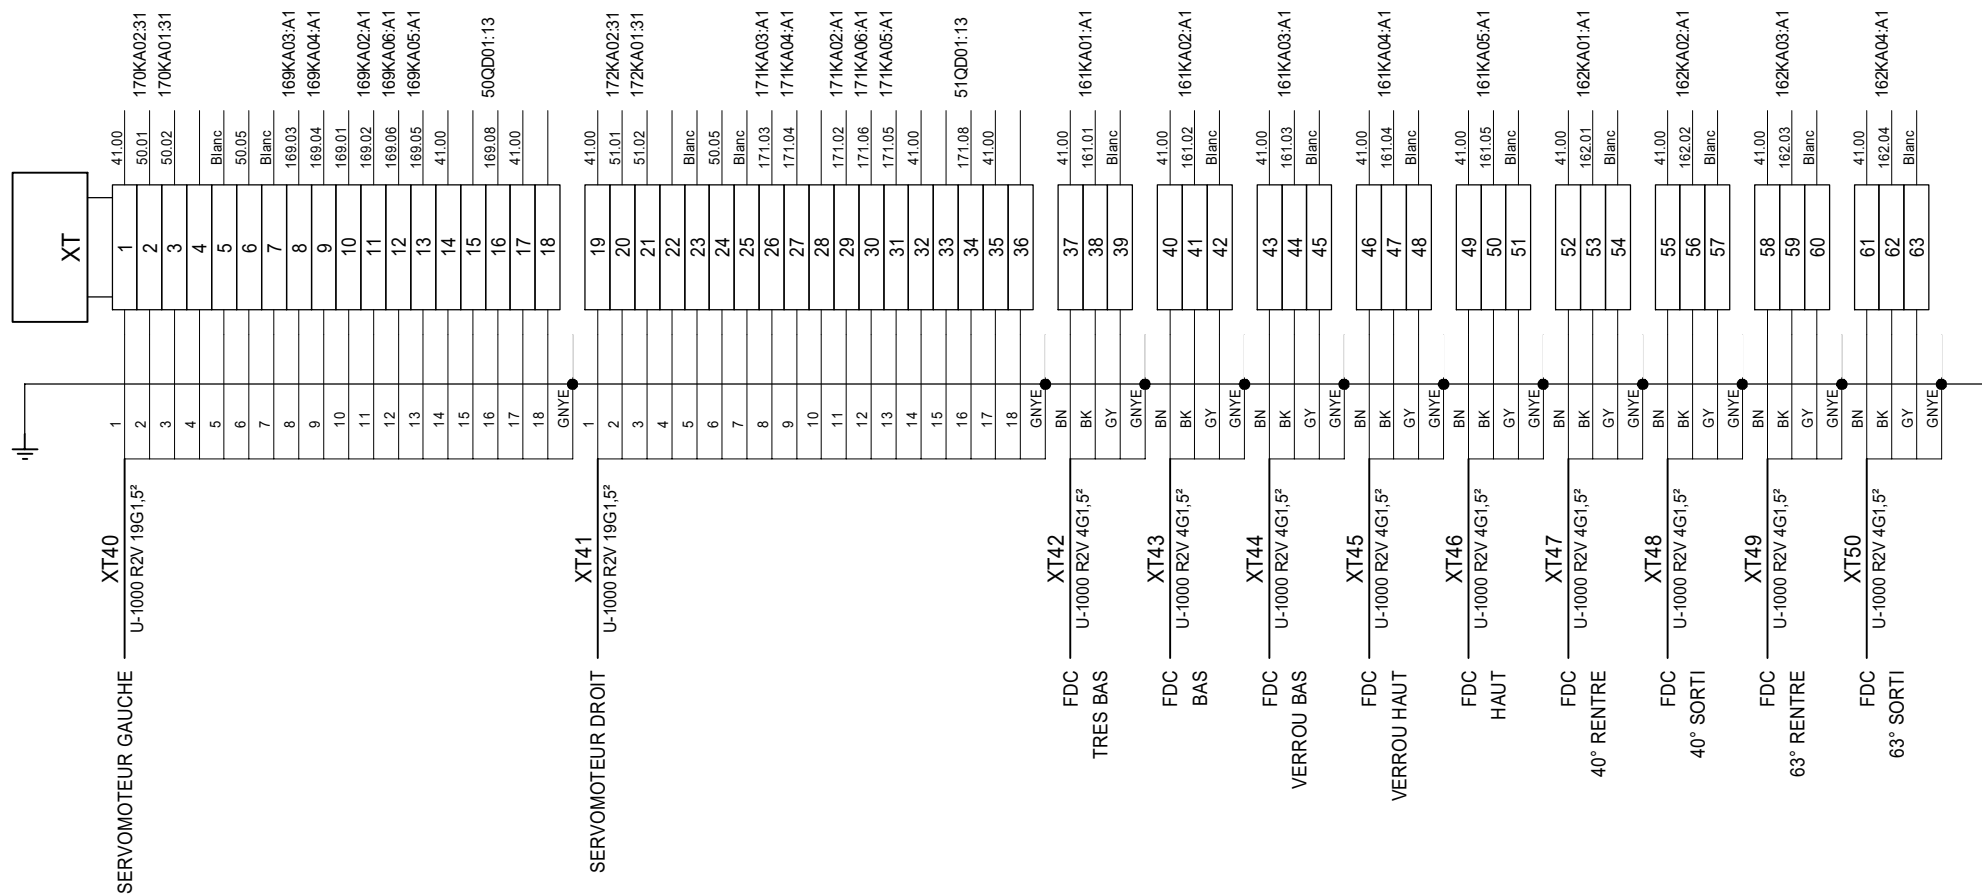 170KA02:31
170KA01:31
169KA03:A1
169KA04:A1
169KA02:A1
169KA06:A1
169KA05:A1
50QD01:13
172KA02:31
172KA01:31
171KA03:A1
171KA04:A1
171KA02:A1
171KA06:A1
171KA05:A1
51QD01:13
161KA01:A1
161KA02:A1
161KA03:A1
161KA04:A1
161KA05:A1
162KA01:A1
162KA02:A1
162KA03:A1
162KA04:A1
41.00
50.01
50.02
Blanc
50.05
Blanc
169.03
169.04
169.01
169.02
169.06
169.05
41.00
169.08
41.00
41.00
51.01
51.02
Blanc
50.05
Blanc
171.03
171.04
171.02
171.06
171.05
41.00
171.08
41.00
41.00
161.01
Blanc
41.00
161.02
Blanc
41.00
161.03
Blanc
41.00
161.04
Blanc
41.00
161.05
Blanc
41.00
162.01
Blanc
41.00
162.02
Blanc
41.00
162.03
Blanc
41.00
162.04
Blanc
XT
1
2
3
4
5
6
7
8
9
10
11
12
13
14
15
16
17
18
19
20
21
22
23
24
25
26
27
28
29
30
31
32
33
34
35
36
37
38
39
40
41
42
43
44
45
46
47
48
49
50
51
52
53
54
55
56
57
58
59
60
61
62
63
1
2
3
4
5
6
7
8
9
10
11
12
13
14
15
16
17
18
GNYE
1
2
3
4
5
6
7
8
9
10
11
12
13
14
15
16
17
18
GNYE
BN
BK
GY
GNYE
BN
BK
GY
GNYE
BN
BK
GY
GNYE
BN
BK
GY
GNYE
BN
BK
GY
GNYE
BN
BK
GY
GNYE
BN
BK
GY
GNYE
BN
BK
GY
GNYE
BN
BK
GY
GNYE
XT40
U-1000 R2V 19G1,5²
XT41
U-1000 R2V 19G1,5²
XT42
U-1000 R2V 4G1,5²
XT43
U-1000 R2V 4G1,5²
XT44
U-1000 R2V 4G1,5²
XT45
U-1000 R2V 4G1,5²
XT46
U-1000 R2V 4G1,5²
XT47
U-1000 R2V 4G1,5²
XT48
U-1000 R2V 4G1,5²
XT49
U-1000 R2V 4G1,5²
XT50
U-1000 R2V 4G1,5²
SERVOMOTEUR GAUCHE
SERVOMOTEUR DROIT
FDC
TRES BAS
FDC
BAS
FDC
VERROU BAS
FDC
VERROU HAUT
FDC
HAUT
FDC
40° RENTRE
FDC
40° SORTI
FDC
63° RENTRE
FDC
63° SORTI